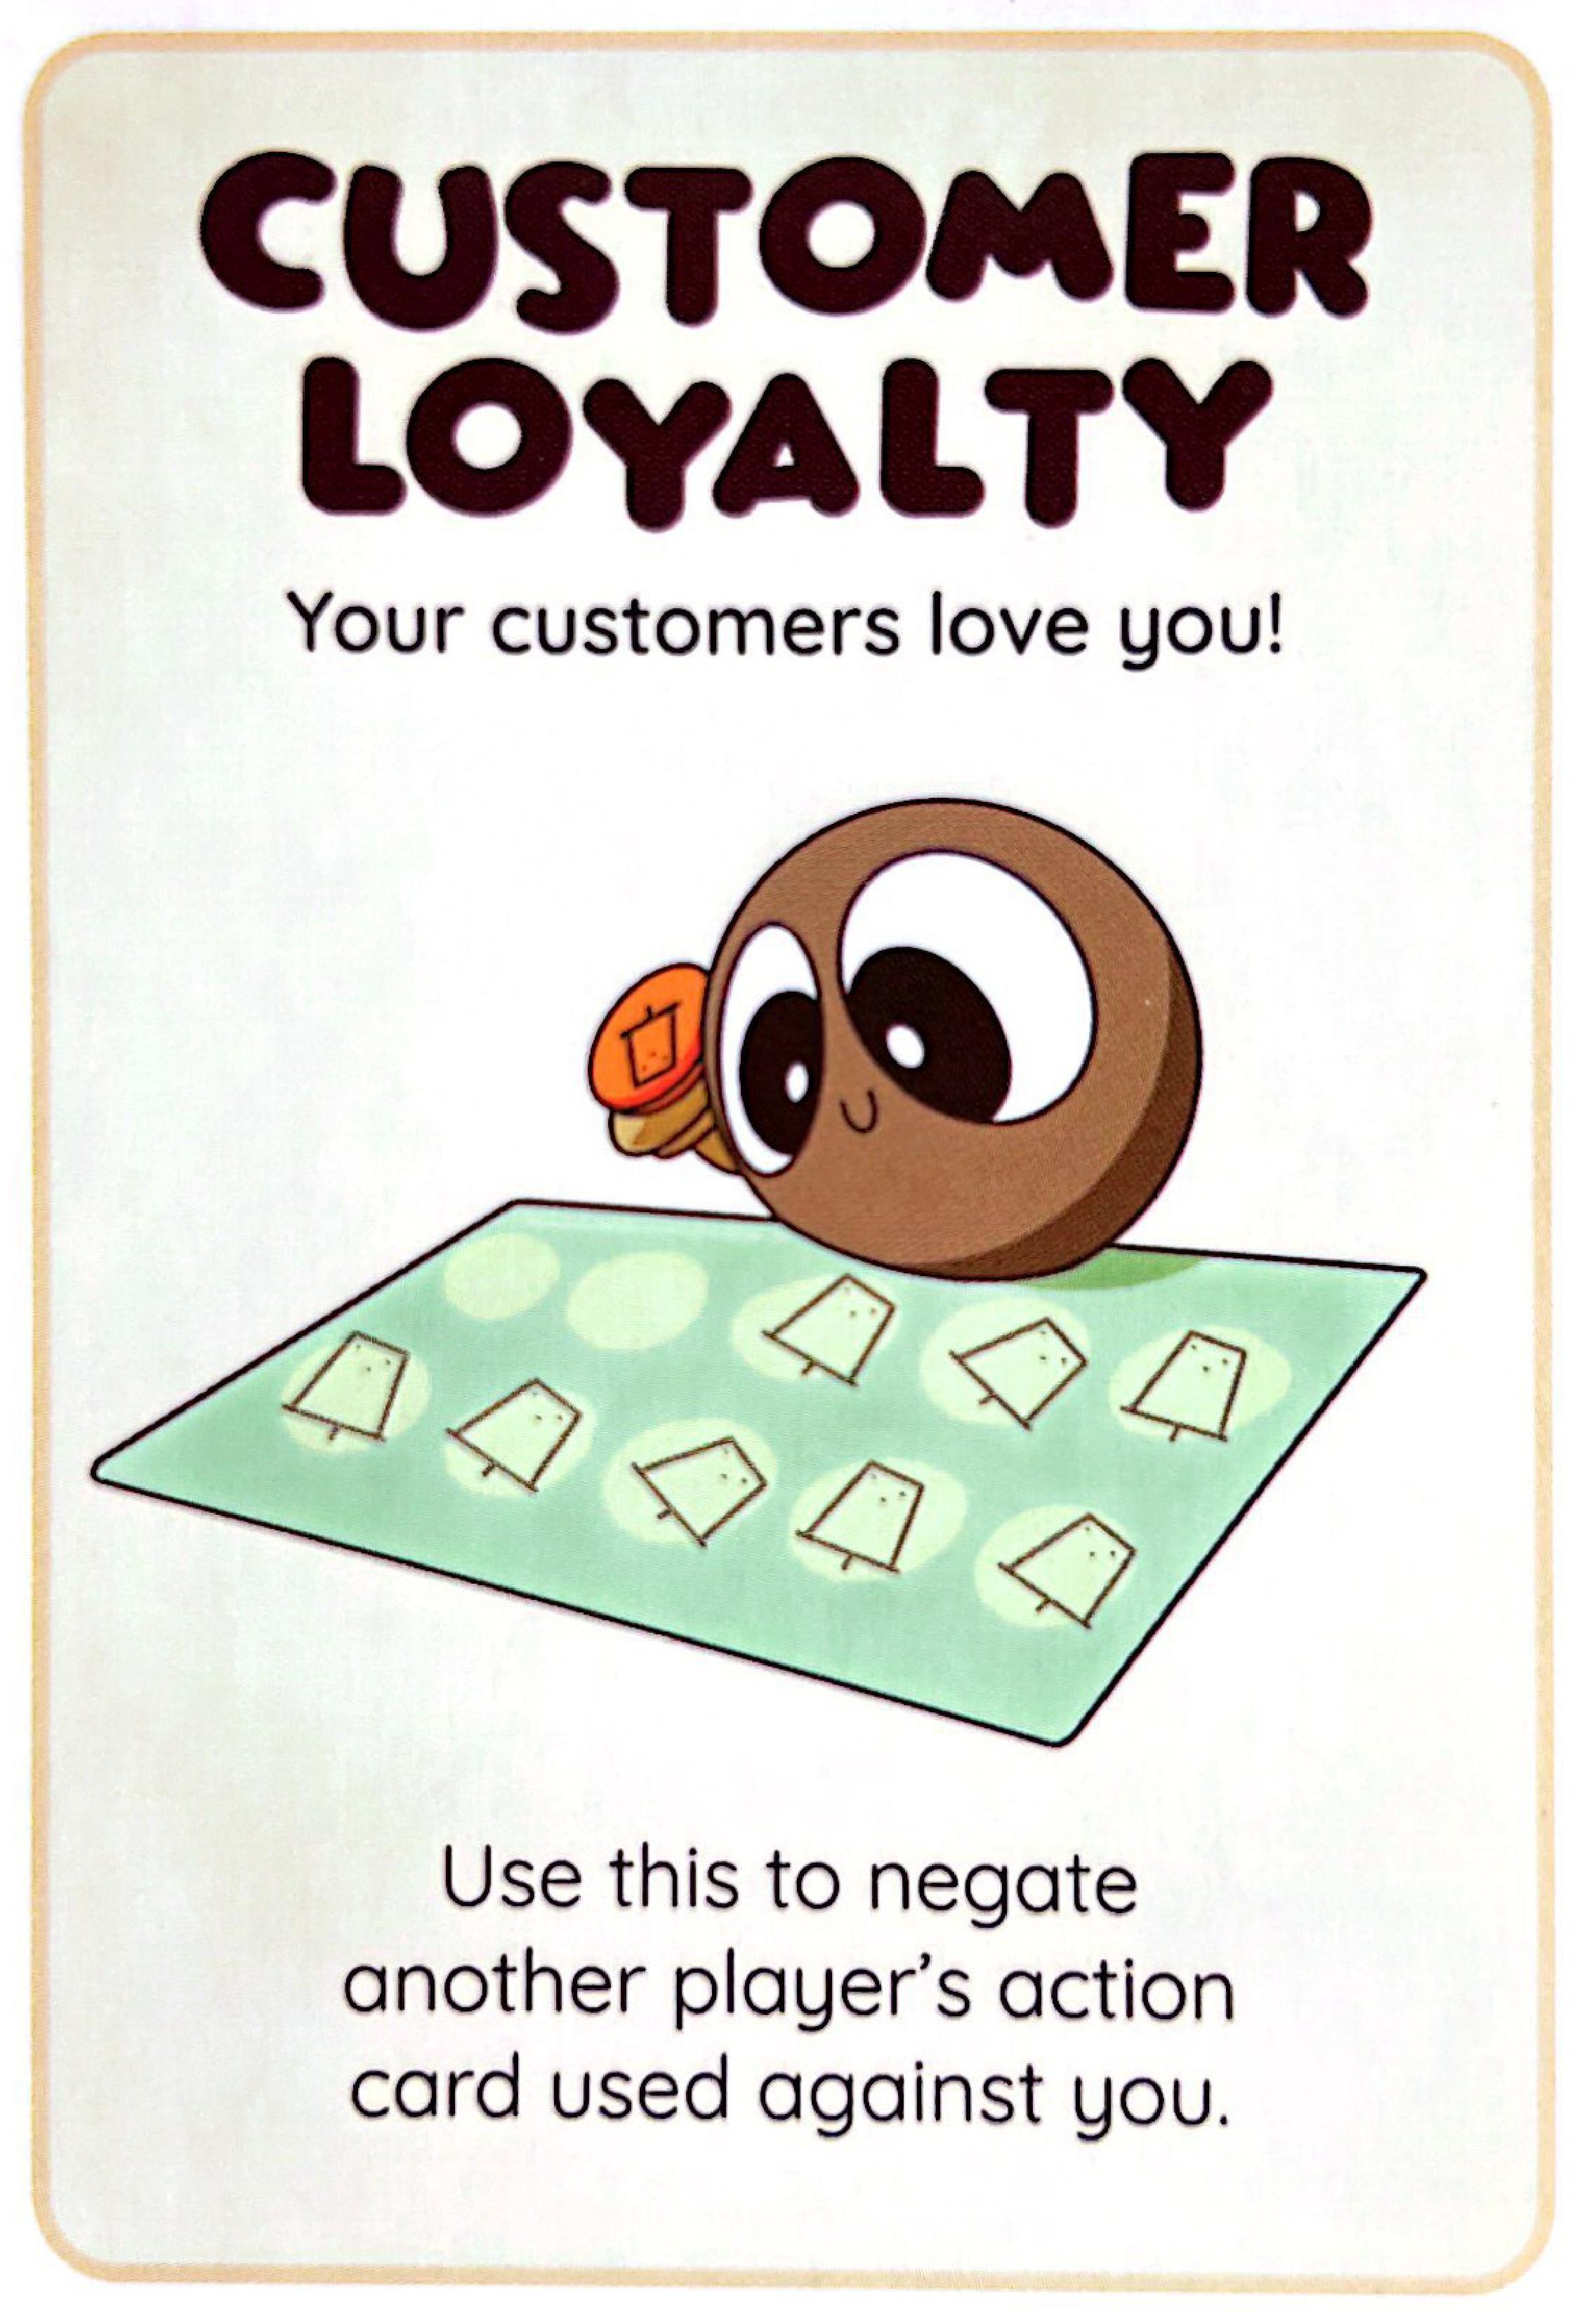 CUSTOMER
LOYALTY
Your customers love you!
Use this to negate
another player's action
card used against you.